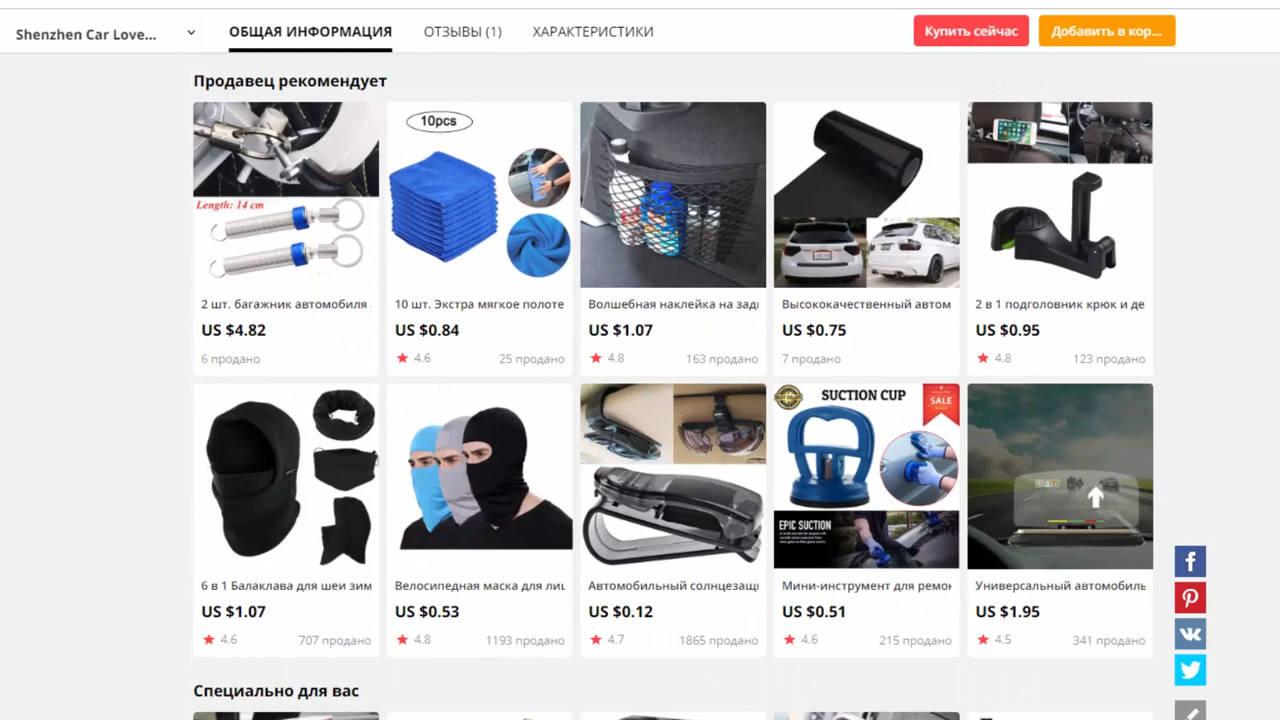 Shenzhen Car Love...
ОБЩАЯ ИНФОРМАЦИЯ
ОТЗЫВЫ (1)
ХАРАКТЕРИСТИКИ
Купить сейчас
Добавить в кор...
Продавец рекомендует
Length: 14 cm
10pcs
2 шт. багажник автомобиля
10 шт. Экстра мягкое полоте
Волшебная наклейка на зад
Высококачественный автом
2 в 1 подголовник крюк и де
US $4.82
US $0.84
US $1.07
US $0.75
US $0.95
6 продано
4.6
25 продано
4.8
163 продано
7 продано
4.8
123 продано
SUCTION CUP
SALE
EPIC SUCTION
6 в 1 Балаклава для шеи зим
Велосипедная маска для лиц
Автомобильный солнцезащ
Мини-инструмент для ремон
Универсальный автомобиль
US $1.07
US $0.53
US $0.12
US $0.51
US $1.95
4.6
707 продано
4.8
1193 продано
4.7
1865 продано
4.6
215 продано
4.5
341 продано
Специально для вас